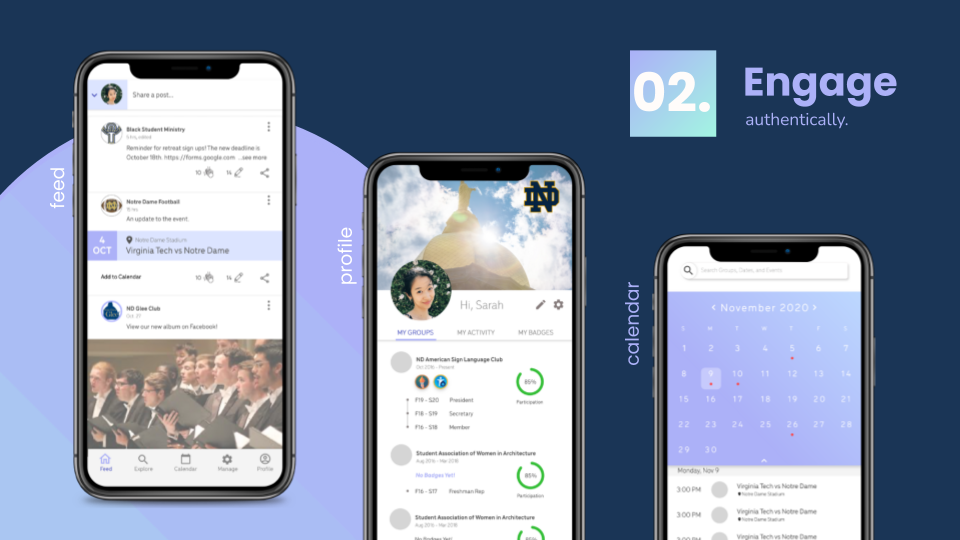 02.
Engage
authentically.
feed
Share a post...
Black Student Ministry
5 hrs, edited
Reminder for retreat sign ups! The new deadline is
October 18th. https://forms.google.com ...see more
10
14
Notre Dame Football
15 hrs
An update to the event.
4
OCT
Notre Dame Stadium
Virginia Tech vs Notre Dame
Add to Calendar
10
14
ND Glee Club
Oct 27
View our new album on Facebook!
Feed
Explore
Calendar
Manage
Profile
profile
ND
Hi, Sarah
MY GROUPS
MY ACTIVITY
MY BADGES
ND American Sign Language Club
Oct 2016 - Present
85%
Participation
F19 - S20 President
F18 - S19 Secretary
F16 - S18 Member
Student Association of Women in Architecture
Aug 2016 - Mar 2018
No Badges Yet!
85%
Participation
F16 - S17 Freshman Rep
Student Association of Women in Architecture
Aug 2016 - Mar 2018
No Badges Yet!
85%
calendar
Search Groups, Dates, and Events
< November 2020 >
S M T W T F S
1 2 3 4 5 6 7
8 9 10 11 12 13 14
15 16 17 18 19 20 21
22 23 24 25 26 27 28
29 30
Monday, Nov 9
3:00 PM
Virginia Tech vs Notre Dame
Notre Dame Stadium
3:00 PM
Virginia Tech vs Notre Dame
Notre Dame Stadium
Virginia Tech vs Notre Dame